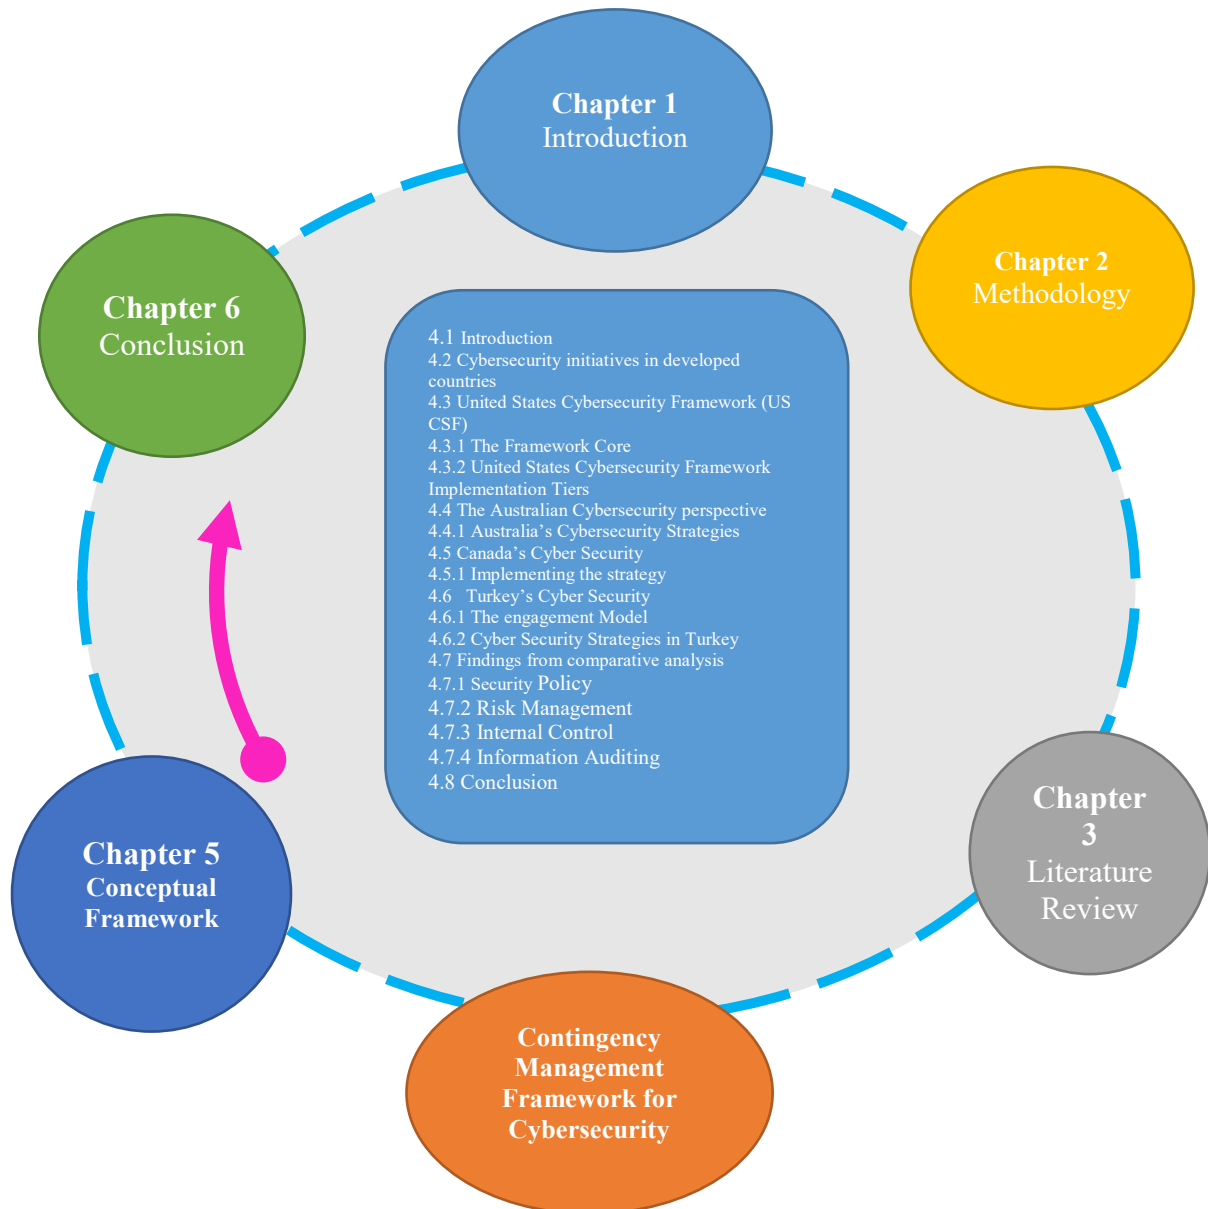 Chapter 1
Introduction
Chapter 2
Methodology
Chapter 6
Conclusion
4.1 Introduction
4.2 Cybersecurity initiatives in developed
countries
4.3 United States Cybersecurity Framework (US
CSF)
4.3.1 The Framework Core
4.3.2 United States Cybersecurity Framework
Implementation Tiers
4.4 The Australian Cybersecurity perspective
4.4.1 Australia’s Cybersecurity Strategies
4.5 Canada’s Cyber Security
4.5.1 Implementing the strategy
4.6 Turkey’s Cyber Security
4.6.1 The engagement Model
4.6.2 Cyber Security Strategies in Turkey
4.7 Findings from comparative analysis
4.7.1 Security Policy
4.7.2 Risk Management
4.7.3 Internal Control
4.7.4 Information Auditing
4.8 Conclusion
Chapter
3
Literature
Review
Chapter 5
Conceptual
Framework
Contingency
Management
Framework for
Cybersecurity